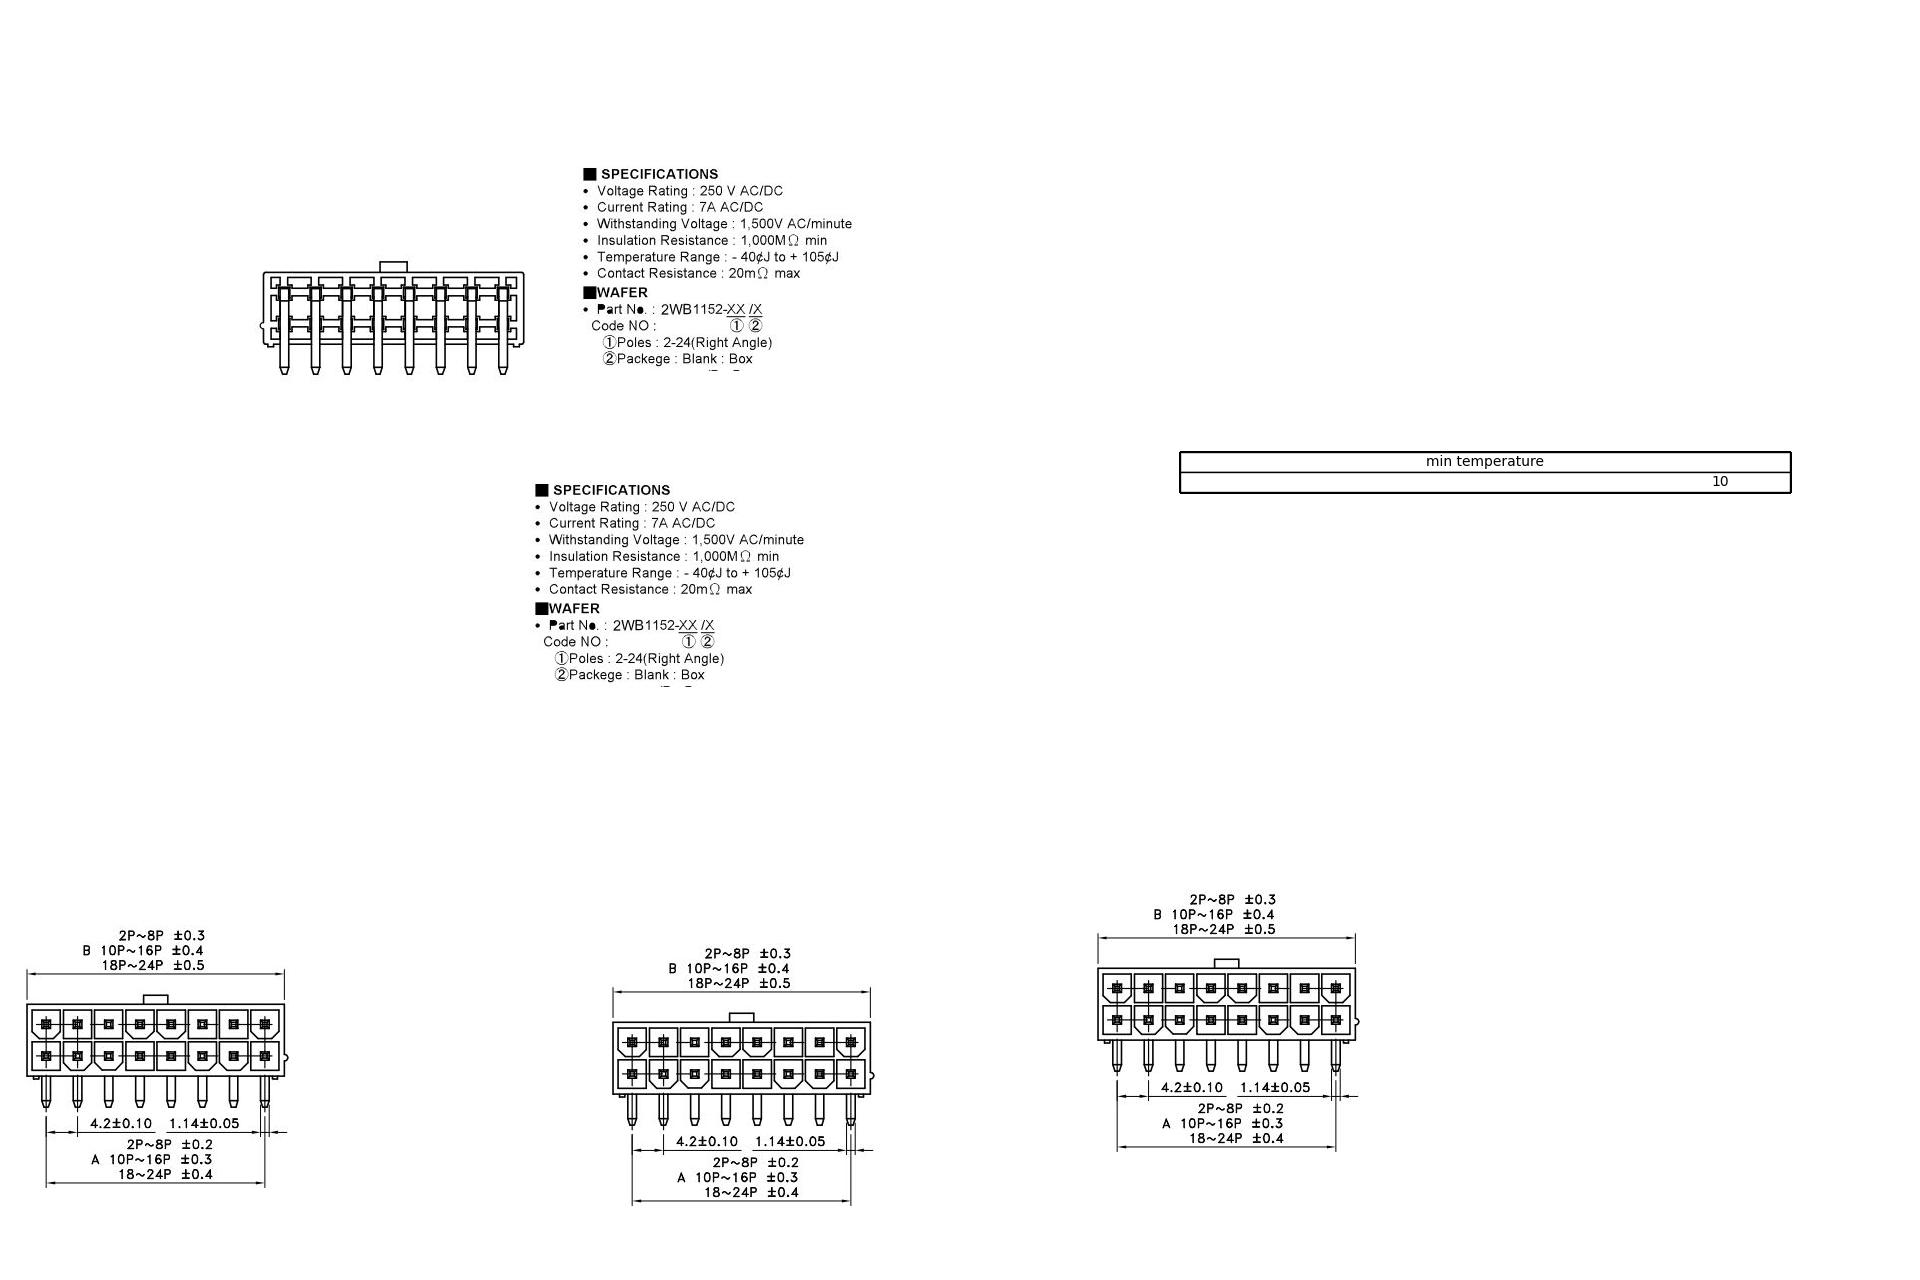 ■ SPECIFICATIONS
• Voltage Rating : 250 V AC/DC
• Current Rating : 7A AC/DC
• Withstanding Voltage : 1,500V AC/minute
• Insulation Resistance : 1,000MΩ min
• Temperature Range : - 40¢J to + 105¢J
• Contact Resistance : 20mΩ max
■WAFER
• Part No. : 2WB1152-XX /X
Code NO : ① ②
①Poles : 2-24(Right Angle)
②Packege : Blank : Box
min temperature
10
■ SPECIFICATIONS
• Voltage Rating : 250 V AC/DC
• Current Rating : 7A AC/DC
• Withstanding Voltage : 1,500V AC/minute
• Insulation Resistance : 1,000MΩ min
• Temperature Range : - 40¢J to + 105¢J
• Contact Resistance : 20mΩ max
■WAFER
• Part No. : 2WB1152-XX /X
Code NO : ① ②
①Poles : 2-24(Right Angle)
②Packege : Blank : Box
2P~8P ±0.3
B 10P~16P ±0.4
18P~24P ±0.5
4.2±0.10 1.14±0.05
2P~8P ±0.2
A 10P~16P ±0.3
18~24P ±0.4
2P~8P ±0.3
B 10P~16P ±0.4
18P~24P ±0.5
4.2±0.10 1.14±0.05
2P~8P ±0.2
A 10P~16P ±0.3
18~24P ±0.4
2P~8P ±0.3
B 10P~16P ±0.4
18P~24P ±0.5
4.2±0.10 1.14±0.05
2P~8P ±0.2
A 10P~16P ±0.3
18~24P ±0.4